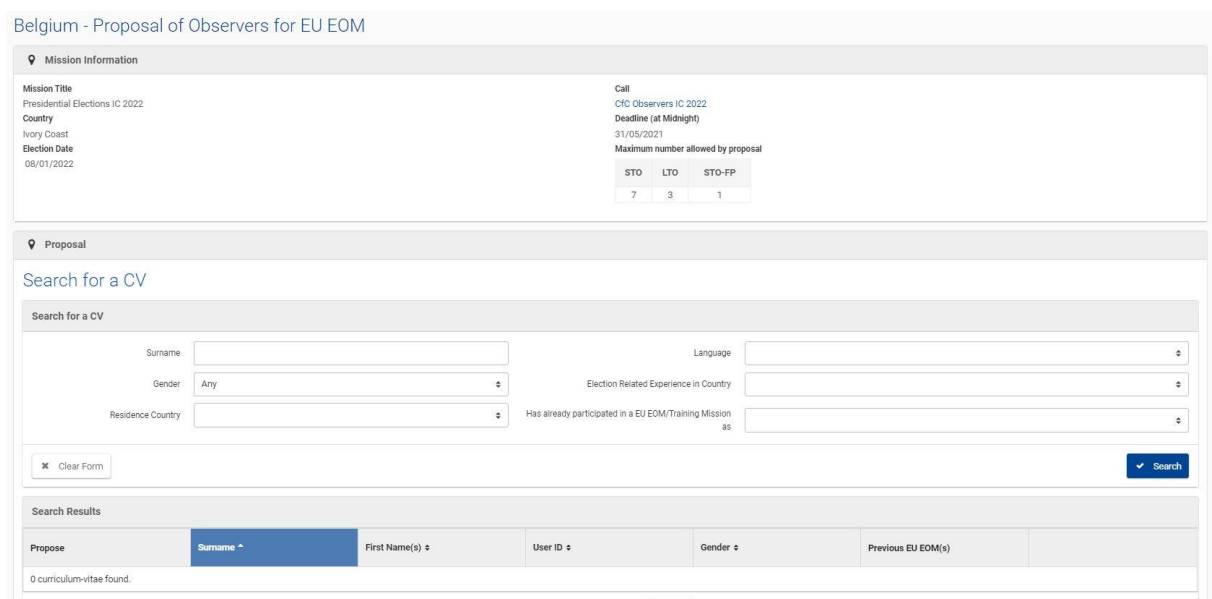 Belgium - Proposal of Observers for EU EOM
Mission Information
Mission Title
Presidential Elections IC 2022
Country
Ivory Coast
Election Date
08/01/2022
Call
CfC Observers IC 2022
Deadline (at Midnight)
31/05/2021
Maximum number allowed by proposal
STO LTO STO-FP
7 3 1
Proposal
Search for a CV
Search for a CV
Surname
Language
Gender Any
Election Related Experience in Country
Residence Country
Has already participated in a EU EOM/Training Mission
as
Clear Form
Search
Search Results
Propose Surname First Name(s) User ID Gender Previous EU EOM(s)
0 curriculum-vitae found.